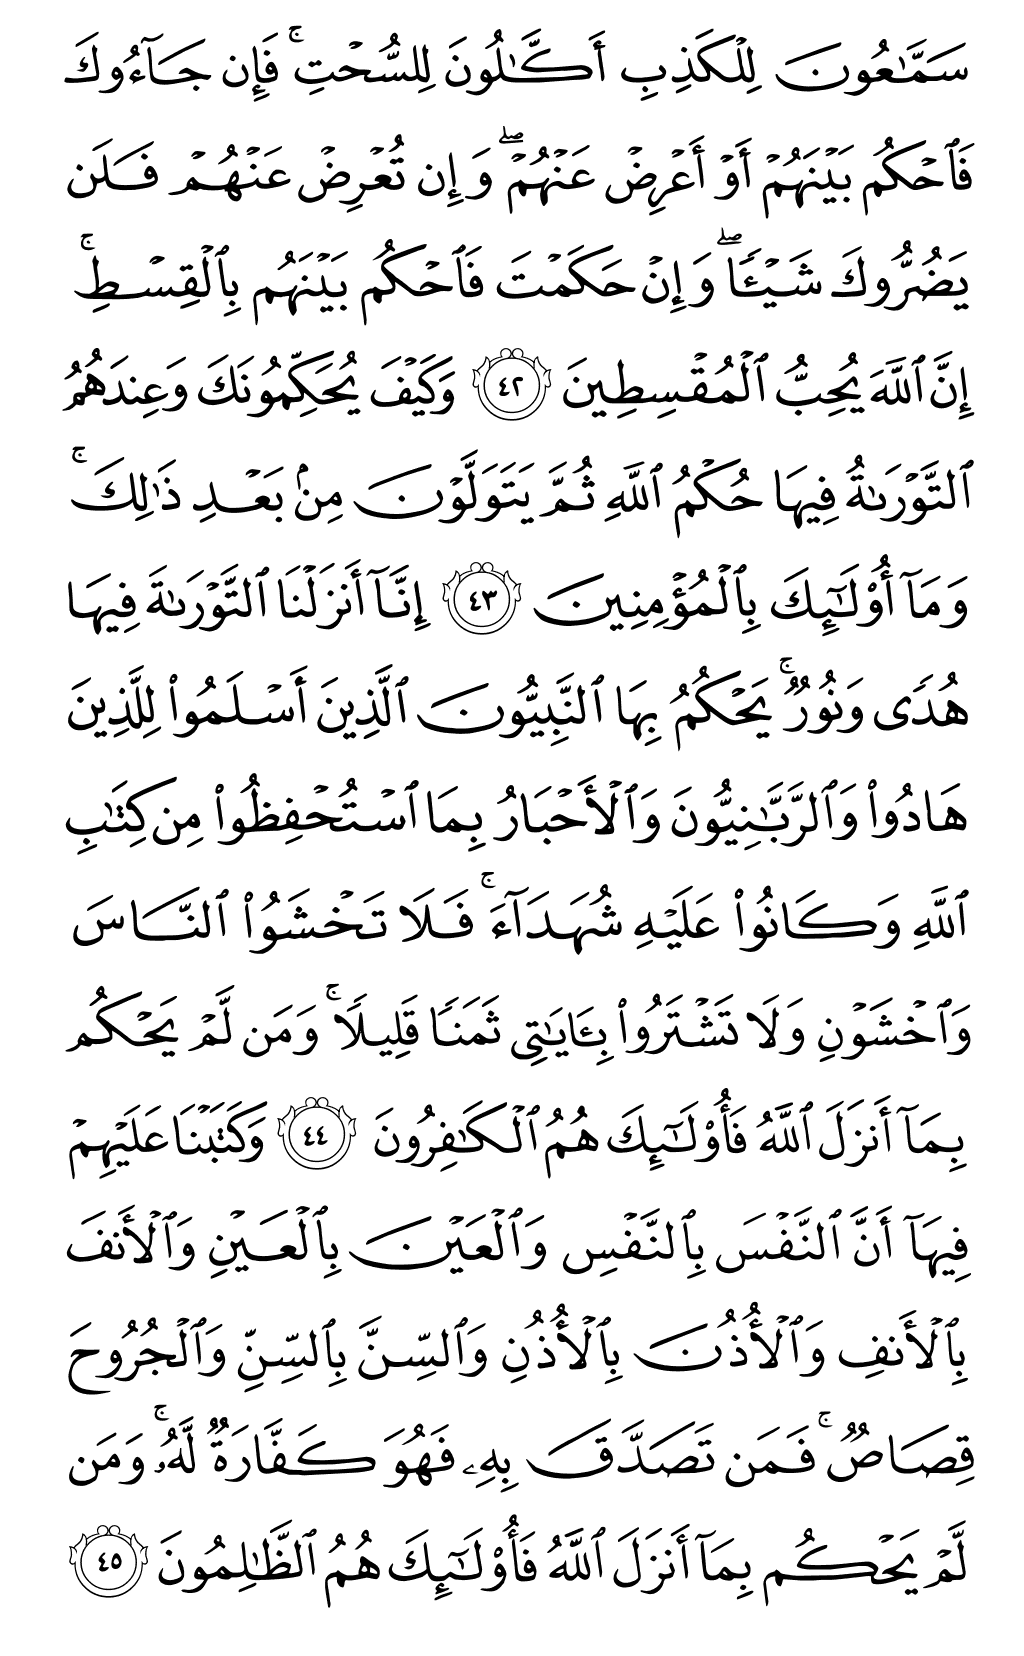 سَمَّـٰعُونَ لِلۡكَذِبِ أَكَّـٰلُونَ لِلسُّحۡتِۚ فَإِن جَآءُوكَ
فَٱحۡكُم بَيۡنَهُمۡ أَوۡ أَعۡرِضۡ عَنۡهُمۡۖ وَإِن تُعۡرِضۡ عَنۡهُمۡ فَلَن
يَضُرُّوكَ شَيۡـٔٗاۖ وَإِنۡ حَكَمۡتَ فَٱحۡكُم بَيۡنَهُم بِٱلۡقِسۡطِۚ
إِنَّ ٱللَّهَ يُحِبُّ ٱلۡمُقۡسِطِينَ ٤٢ وَكَيۡفَ يُحَكِّمُونَكَ وَعِندَهُمُ
ٱلتَّوۡرَىٰةُ فِيهَا حُكۡمُ ٱللَّهِ ثُمَّ يَتَوَلَّوۡنَ مِنۢ بَعۡدِ ذَٰلِكَۚ
وَمَآ أُوْلَـٰٓئِكَ بِٱلۡمُؤۡمِنِينَ ٤٣ إِنَّآ أَنزَلۡنَا ٱلتَّوۡرَىٰةَ فِيهَا
هُدٗى وَنُورٞۚ يَحۡكُمُ بِهَا ٱلنَّبِيُّونَ ٱلَّذِينَ أَسۡلَمُواْ لِلَّذِينَ
هَادُواْ وَٱلرَّبَّـٰنِيُّونَ وَٱلۡأَحۡبَارُ بِمَا ٱسۡتُحۡفِظُواْ مِن كِتَٰبِ
ٱللَّهِ وَكَانُواْ عَلَيۡهِ شُهَدَآءَۚ فَلَا تَخۡشَوُاْ ٱلنَّاسَ
وَٱخۡشَوۡنِ وَلَا تَشۡتَرُواْ بِـَٔايَٰتِي ثَمَنٗا قَلِيلٗاۚ وَمَن لَّمۡ يَحۡكُم
بِمَآ أَنزَلَ ٱللَّهُ فَأُوْلَـٰٓئِكَ هُمُ ٱلۡكَٰفِرُونَ ٤٤ وَكَتَبۡنَا عَلَيۡهِمۡ
فِيهَآ أَنَّ ٱلنَّفۡسَ بِٱلنَّفۡسِ وَٱلۡعَيۡنَ بِٱلۡعَيۡنِ وَٱلۡأَنفَ
بِٱلۡأَنفِ وَٱلۡأُذُنَ بِٱلۡأُذُنِ وَٱلسِّنَّ بِٱلسِّنِّ وَٱلۡجُرُوحَ
قِصَاصٞۚ فَمَن تَصَدَّقَ بِهِۦ فَهُوَ كَفَّارَةٞ لَّهُۥۚ وَمَن
لَّمۡ يَحۡكُم بِمَآ أَنزَلَ ٱللَّهُ فَأُوْلَـٰٓئِكَ هُمُ ٱلظَّـٰلِمُونَ ٤٥